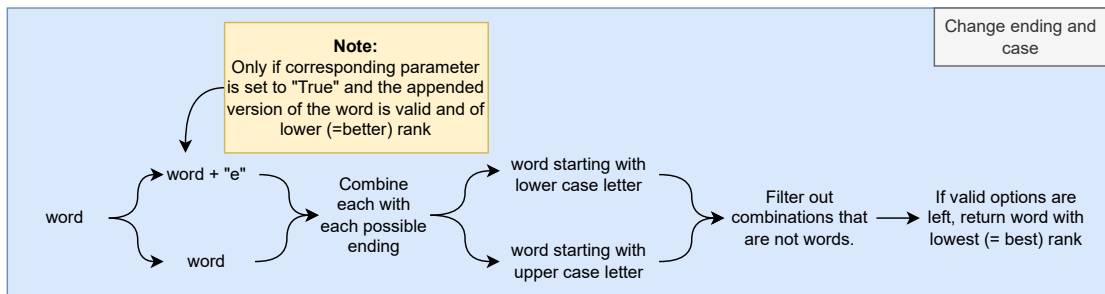 Change ending and
case
Note:
Only if corresponding parameter
is set to "True" and the appended
version of the word is valid and of
lower (=better) rank
word
word + "e"
word
Combine
each with
each possible
ending
word starting with
lower case letter
word starting with
upper case letter
Filter out
combinations that
are not words.
If valid options are
left, return word with
lowest (= best) rank